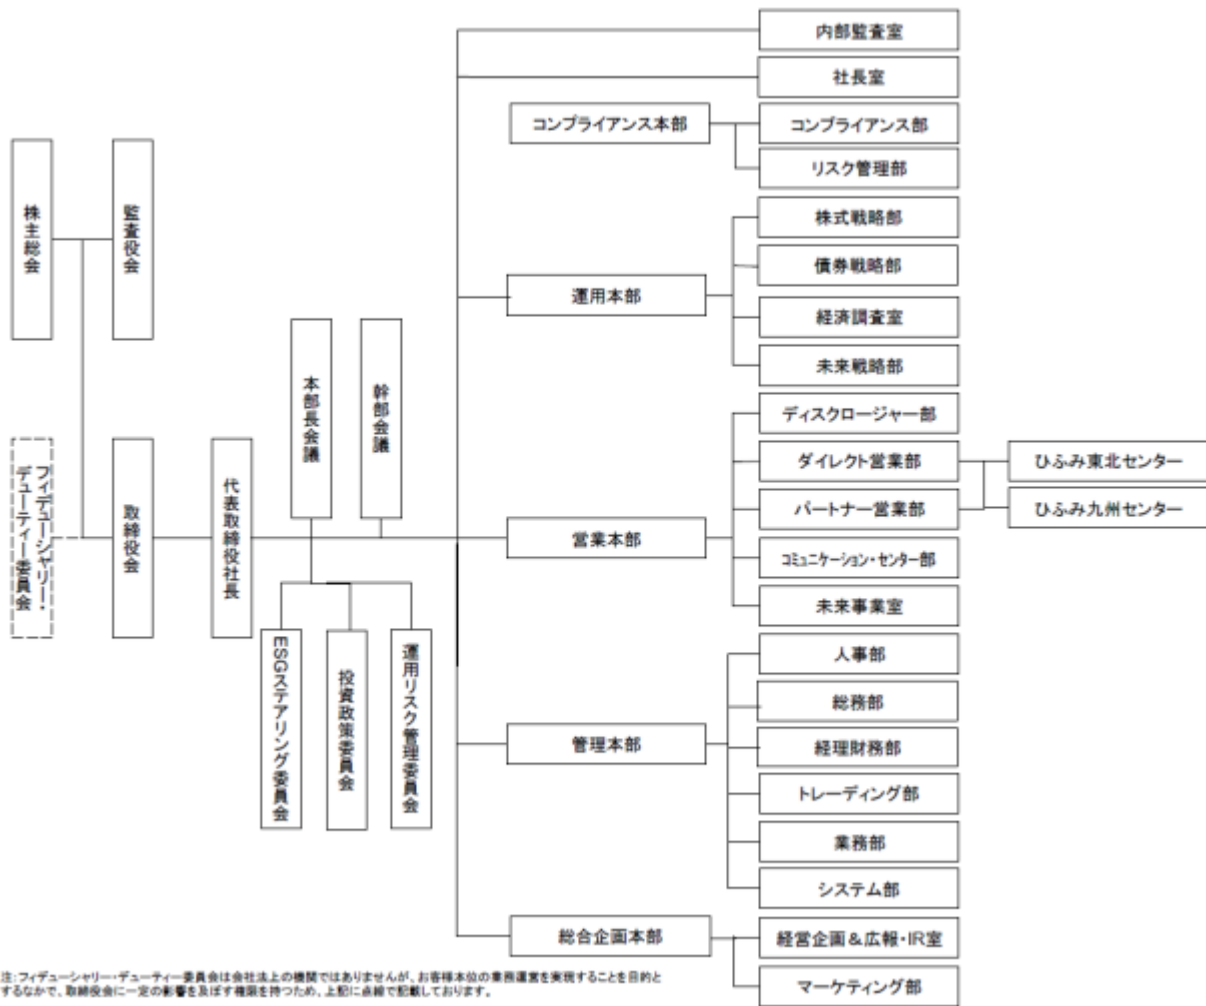 内部監査室
社長室
コンプライアンス本部
コンプライアンス部
リスク管理部
株主総会
監査役会
株式戦略部
債券戦略部
運用本部
経済調査室
未来戦略部
本部長会議
幹部会議
ディスクロージャー部
フィデューシャリー・
デューティー委員会
取締役会
代表取締役社長
ダイレクト営業部
ひふみ東北センター
パートナー営業部
ひふみ九州センター
営業本部
コミュニケーション・センター部
未来事業室
ESGステアリング委員会
投資政策委員会
運用リスク管理委員会
人事部
総務部
管理本部
経理財務部
トレーディング部
業務部
システム部
総合企画本部
経営企画&広報・IR室
マーケティング部
注:フィデューシャリー・デューティー委員会は会社法上の機関ではありませんが、お客様本位の業務運営を実現することを目的と
するなかで、取締役会に一定の影響を及ぼす権限を持つため、上記に点線で記載しております。